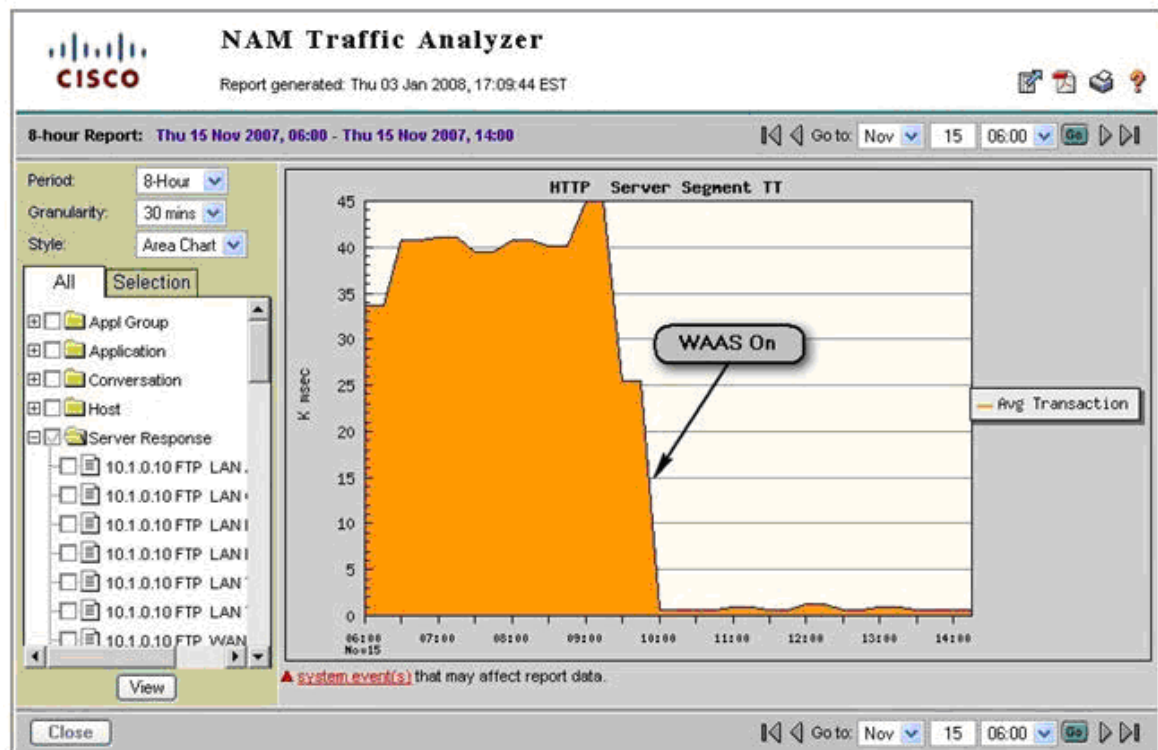 CISCO
NAM Traffic Analyzer
Report generated: Thu 03 Jan 2008, 17:09:44 EST
8-hour Report: Thu 15 Nov 2007, 06:00 - Thu 15 Nov 2007, 14:00
Go to: Nov 15 06:00 Go
Period: 8-Hour
Granularity: 30 mins
Style: Area Chart
All Selection
Appl Group
Application
Conversation
Host
Server Response
10.1.0.10 FTP LAN
10.1.0.10 FTP LAN
10.1.0.10 FTP LAN
10.1.0.10 FTP LAN
10.1.0.10 FTP LAN
10.1.0.10 FTP LAN
10.1.0.10 FTP WAN
View
HTTP Server Segment TT
45
40
35
30
25
20
15
10
5
0
K msec
WAAS On
Avg Transaction
06:00 07:00 08:00 09:00 10:00 11:00 12:00 13:00 14:00
Nov15
system event(s) that may affect report data.
Close
Go to: Nov 15 06:00 Go